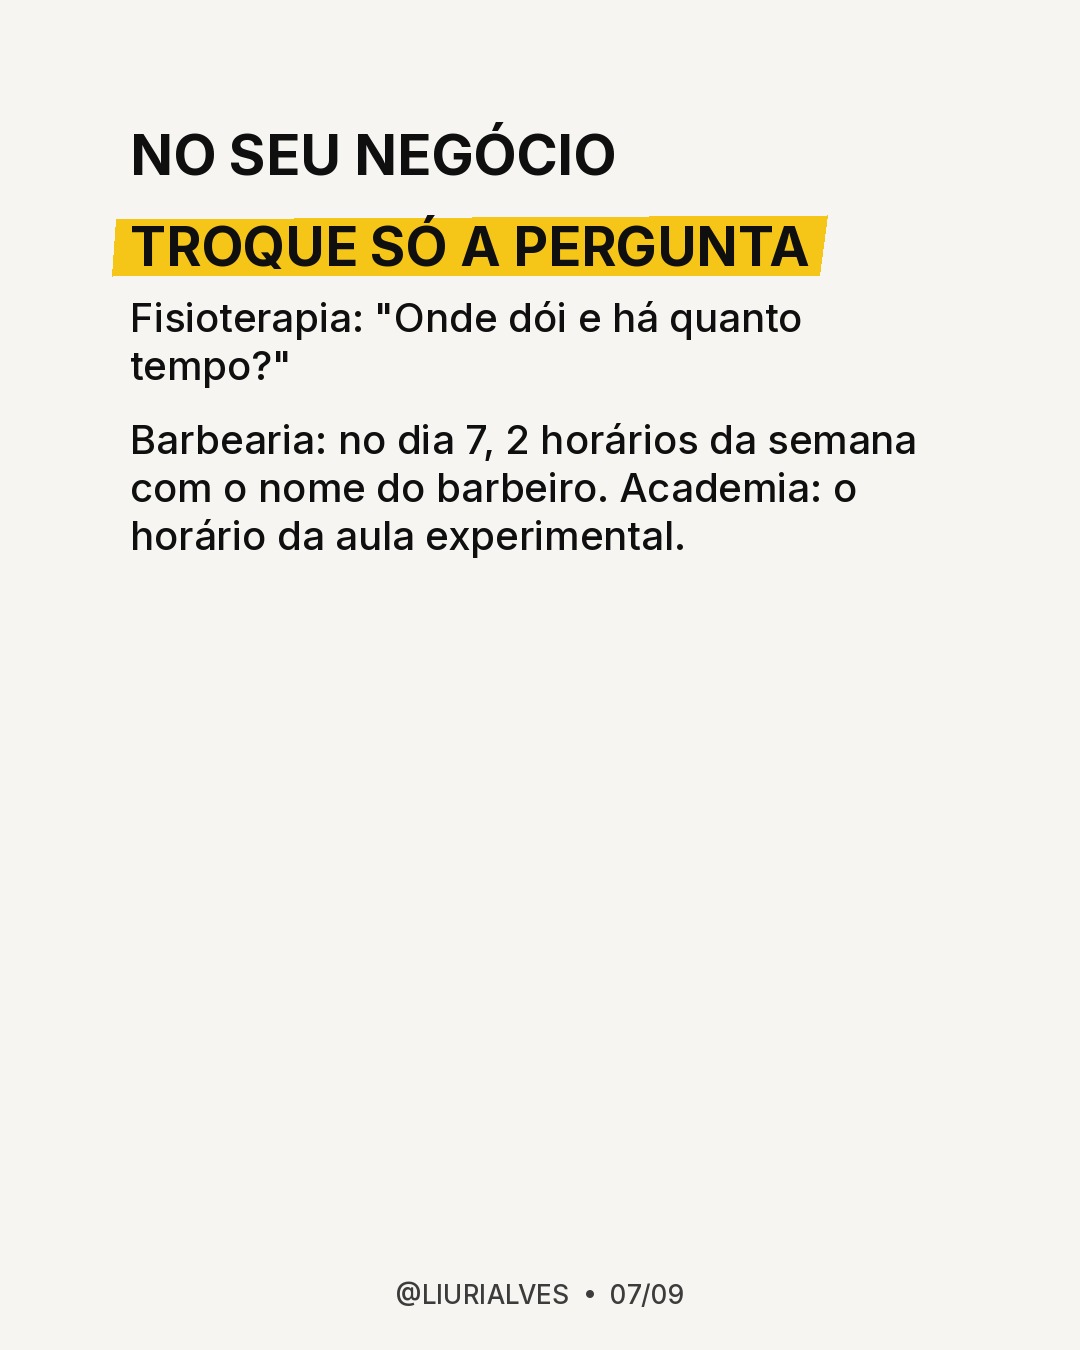 NO SEU NEGÓCIO
TROQUE SÓ A PERGUNTA
Fisioterapia: "Onde dói e há quanto
tempo?"
Barbearia: no dia 7, 2 horários da semana
com o nome do barbeiro. Academia: o
horário da aula experimental.
@LIURIALVES • 07/09